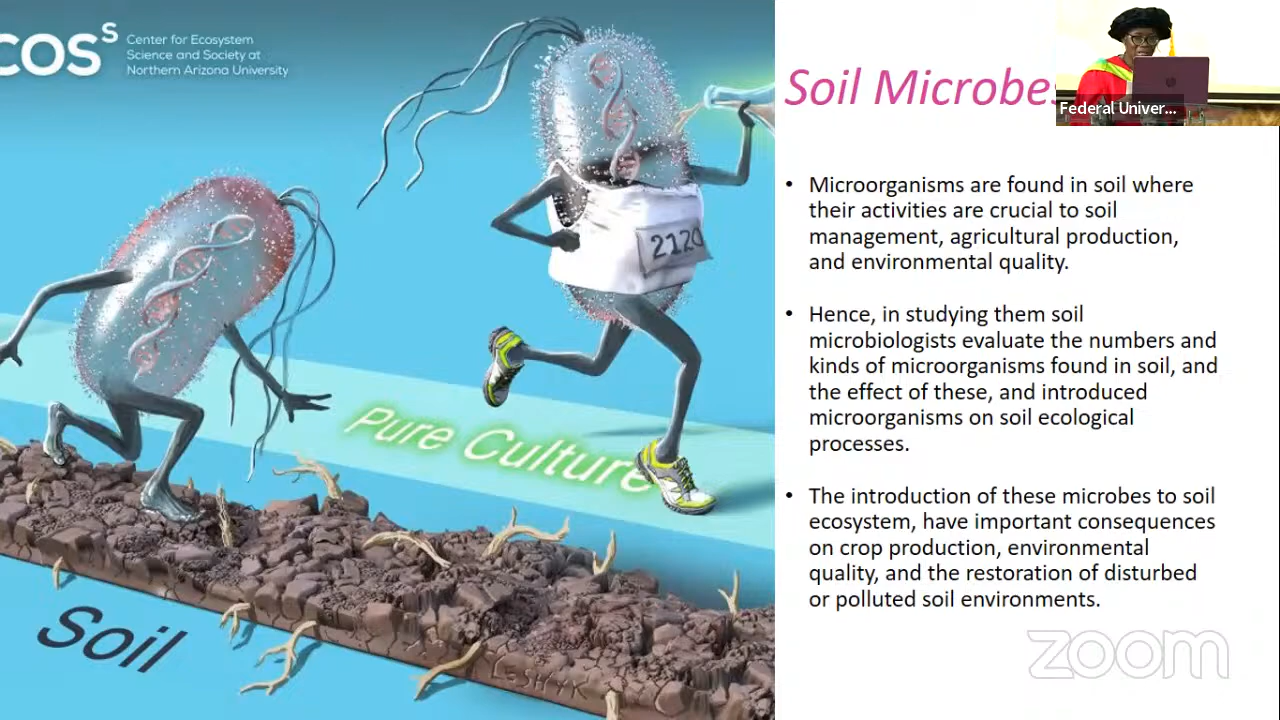 COSS
Center for Ecosystem
Science and Society at
Northern Arizona University
2120
Pure Culture
Soil
LESHYK
Soil Microbes
Federal Univer...
• Microorganisms are found in soil where
their activities are crucial to soil
management, agricultural production,
and environmental quality.
• Hence, in studying them soil
microbiologists evaluate the numbers and
kinds of microorganisms found in soil, and
the effect of these, and introduced
microorganisms on soil ecological
processes.
• The introduction of these microbes to soil
ecosystem, have important consequences
on crop production, environmental
quality, and the restoration of disturbed
or polluted soil environments.
zoom